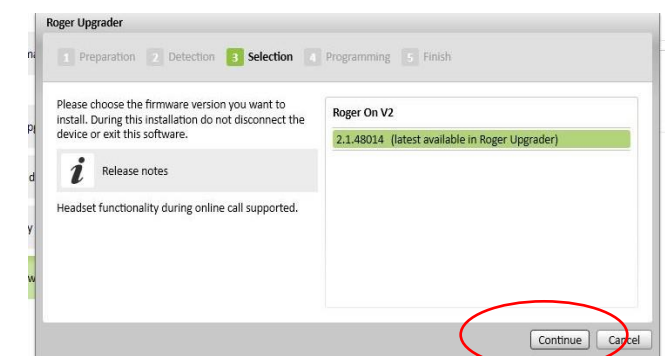 Roger Upgrader
1 Preparation 2 Detection 3 Selection 4 Programming 5 Finish
Please choose the firmware version you want to
install. During this installation do not disconnect the
device or exit this software.
i Release notes
Headset functionality during online call supported.
Roger On V2
2.1.48014 (latest available in Roger Upgrader)
Continue Cancel